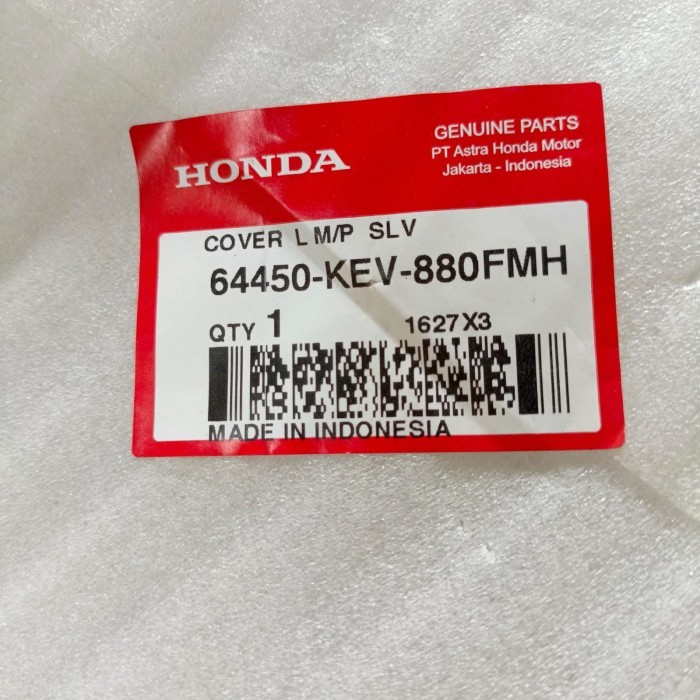 HONDA
GENUINE PARTS
PT Astra Honda Motor
Jakarta - Indonesia
COVER L M/P SLV
64450-KEV-880FMH
QTY 1 1627X3
MADE IN INDONESIA